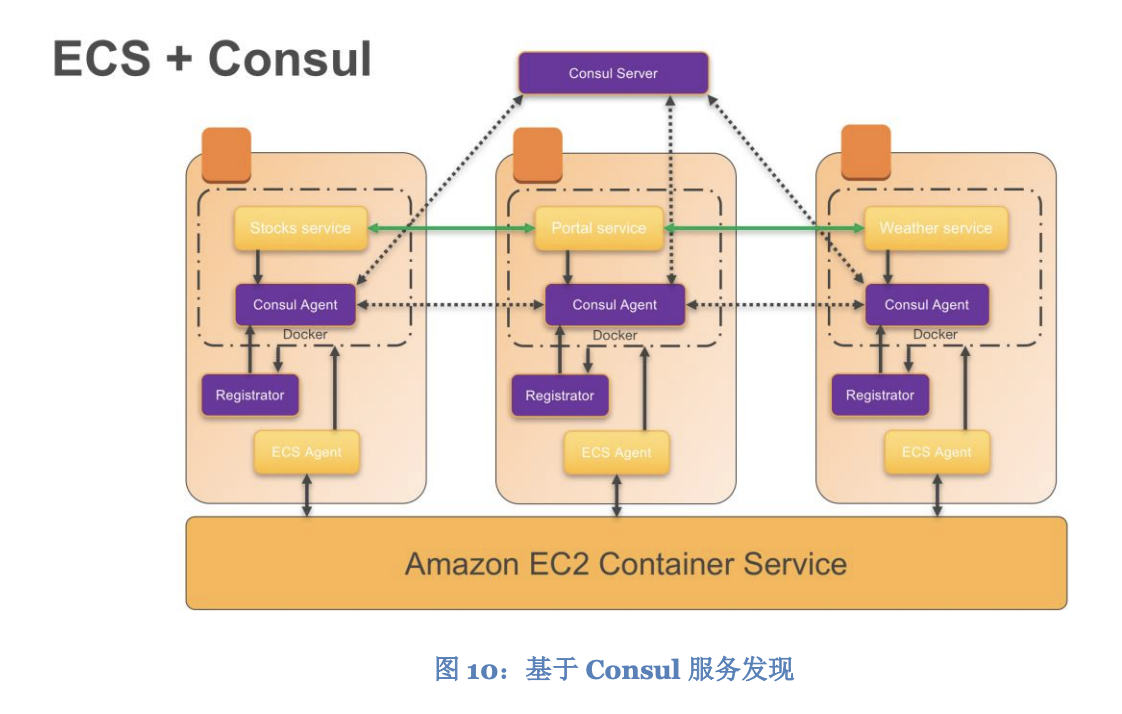 ECS + Consul
Consul Server
Stocks service
Portal service
Weather service
Consul Agent
Consul Agent
Consul Agent
Docker
Docker
Docker
Registrator
Registrator
Registrator
ECS Agent
ECS Agent
ECS Agent
Amazon EC2 Container Service
图 10：基于 Consul 服务发现